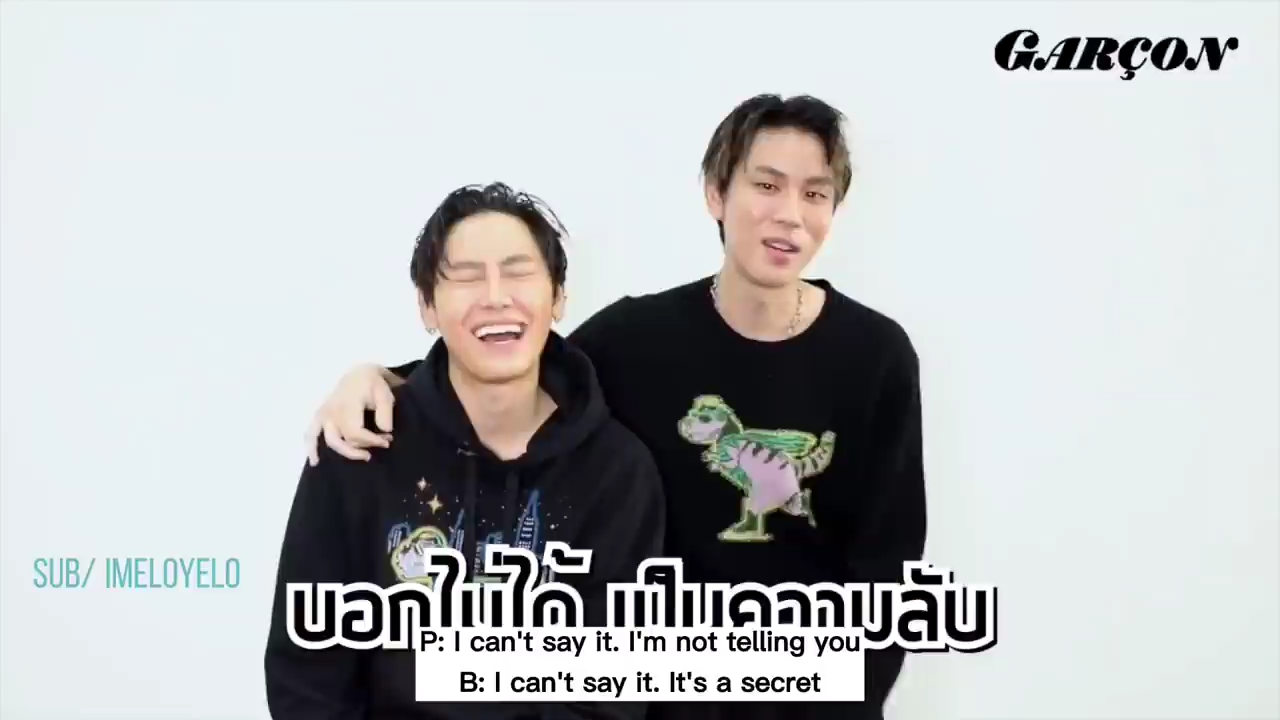 GARÇON
SUB/ IMELOYELO
บอกไม่ได้ เป็นความลับ
P: I can't say it. I'm not telling you
B: I can't say it. It's a secret